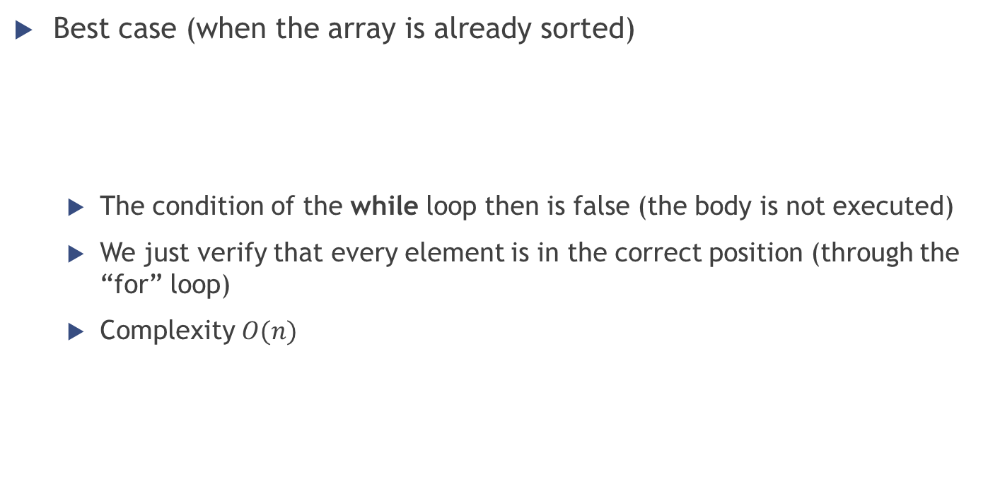 Best case (when the array is already sorted)
The condition of the while loop then is false (the body is not executed)
We just verify that every element is in the correct position (through the
“for” loop)
Complexity O(n)